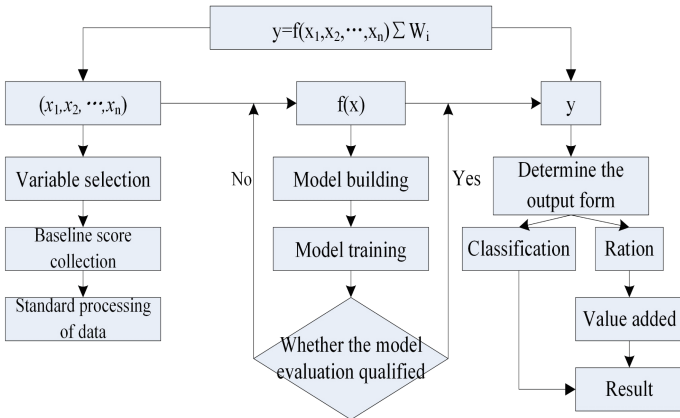 y=f(x₁,x₂,⋯,xₙ)∑ Wᵢ
(x₁,x₂, ⋯,xₙ)
f(x)
y
Variable selection
No
Model building
Yes
Determine the
output form
Baseline score
collection
Model training
Classification
Ration
Standard processing
of data
Whether the model
evaluation qualified
Value added
Result